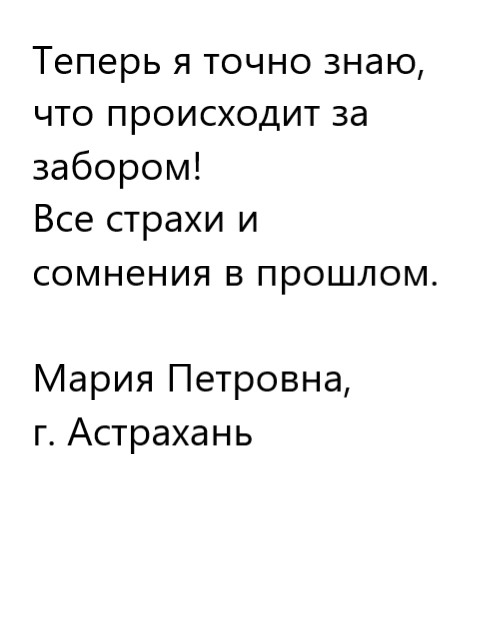 Теперь я точно знаю,
что происходит за
забором!
Все страхи и
сомнения в прошлом.
Мария Петровна,
г. Астрахань